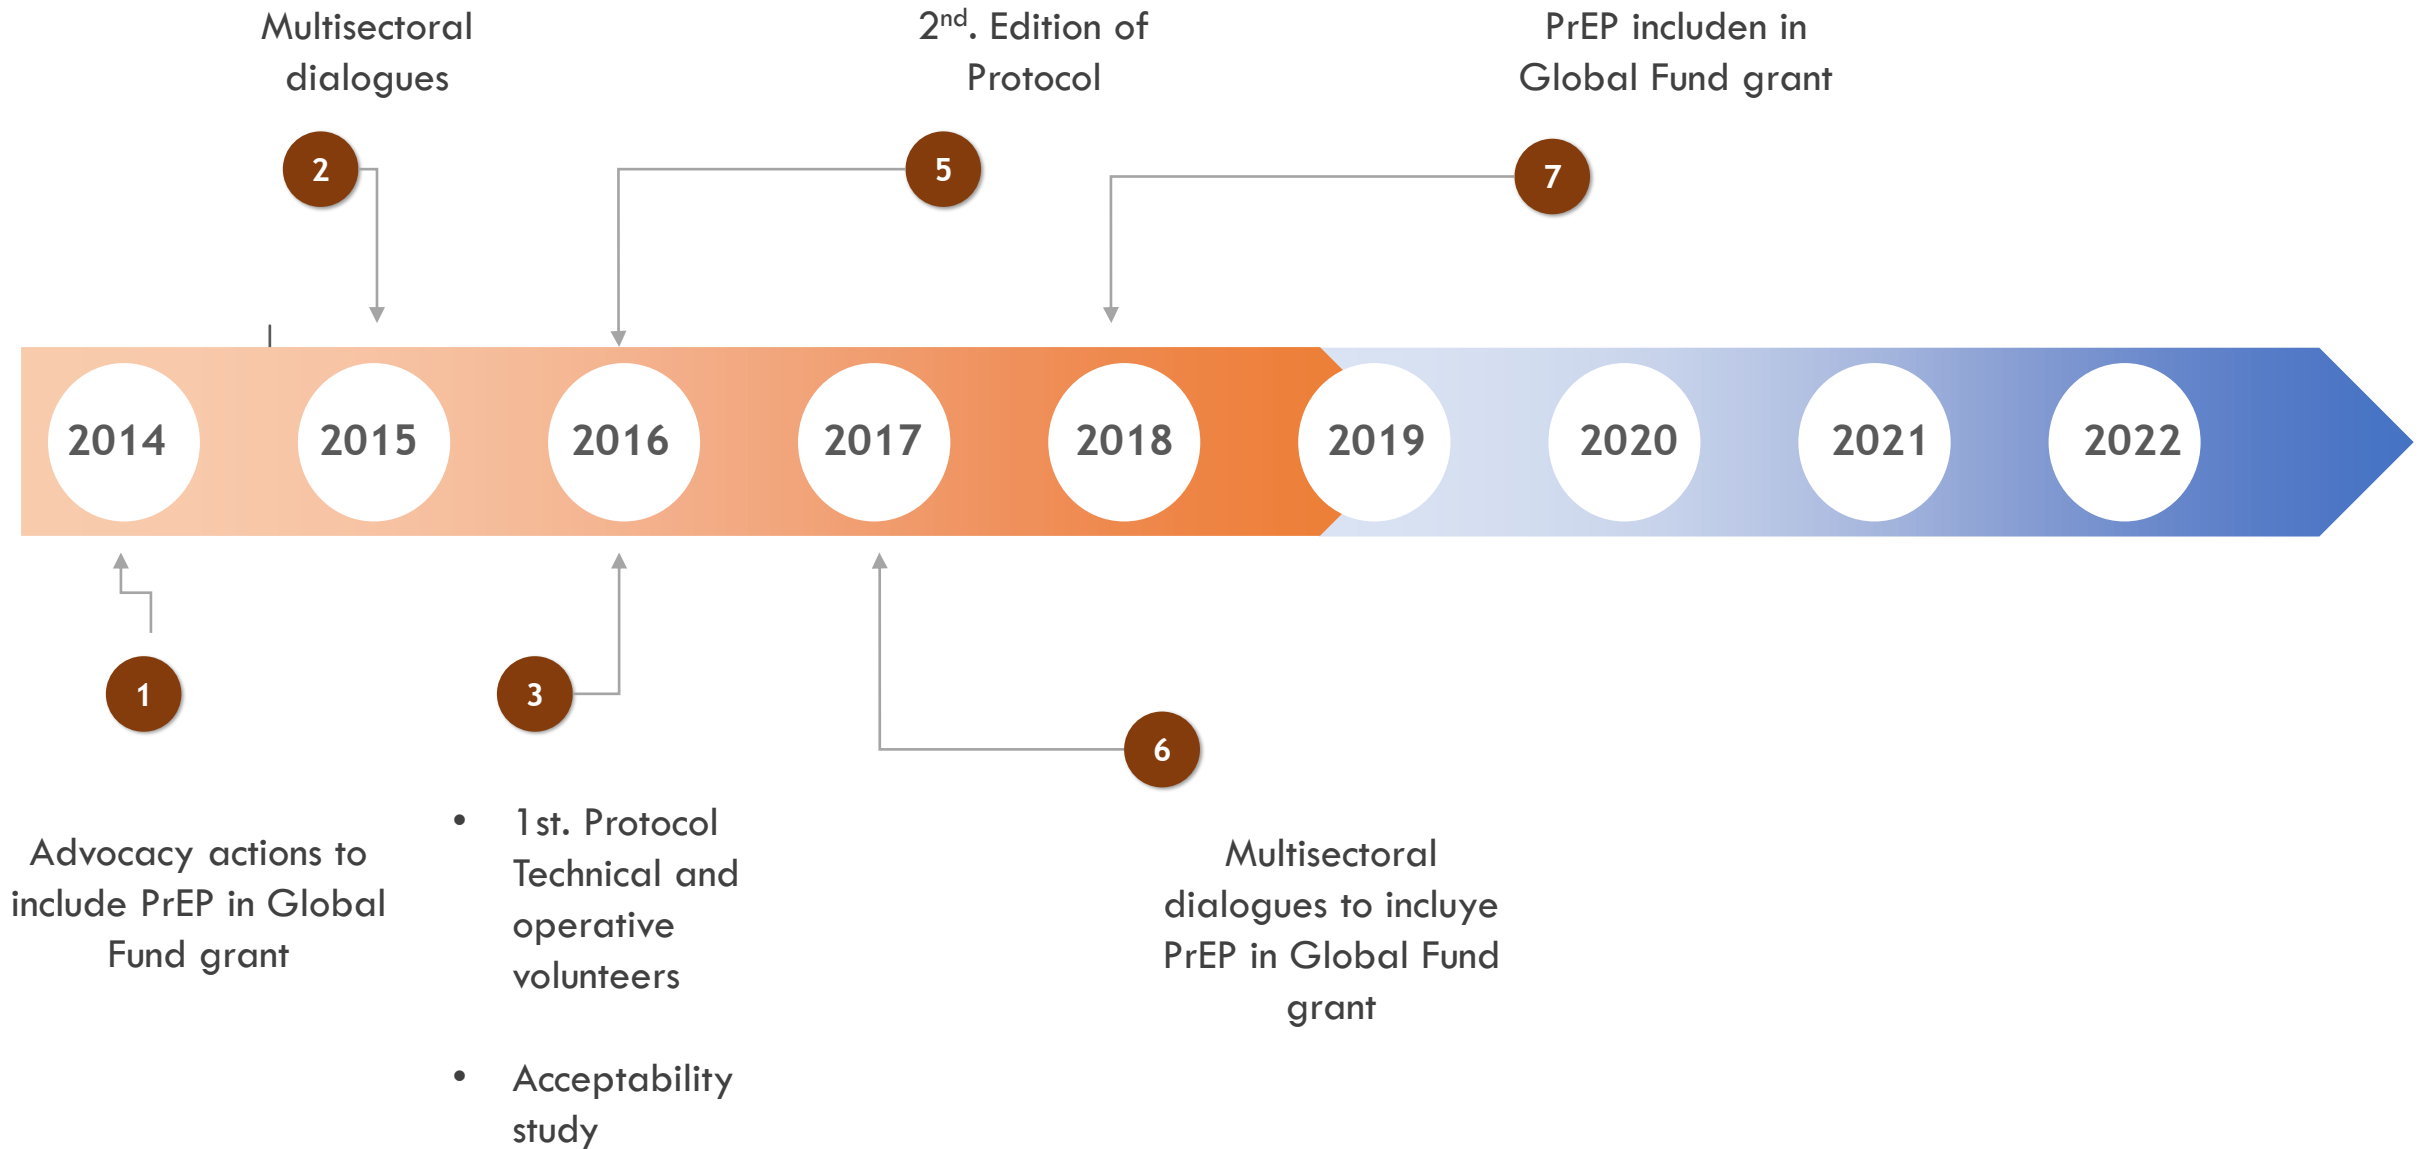 Multisectoral
dialogues
2nd. Edition of
Protocol
PrEP includen in
Global Fund grant
2
5
7
2014
2015
2016
2017
2018
2019
2020
2021
2022
1
3
6
Advocacy actions to
include PrEP in Global
Fund grant
• 1st. Protocol
Technical and
operative
volunteers
• Acceptability
study
Multisectoral
dialogues to incluye
PrEP in Global Fund
grant